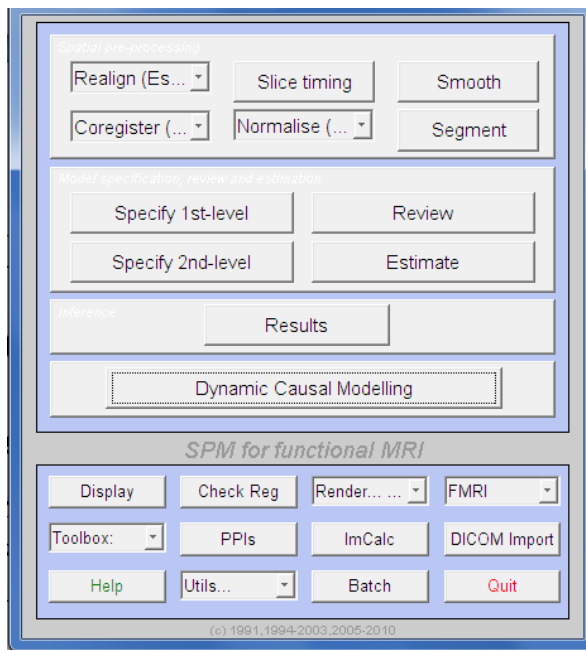 Spatial pre-processing
Realign (Es... Slice timing Smooth
Coregister (... Normalise (... Segment
Model specification, review and estimation
Specify 1st-level Review
Specify 2nd-level Estimate
Inference
Results
Dynamic Causal Modelling
SPM for functional MRI
Display Check Reg Render... ... FMRI
Toolbox: PPIs ImCalc DICOM Import
Help Utils... Batch Quit
(c) 1991,1994-2003,2005-2010